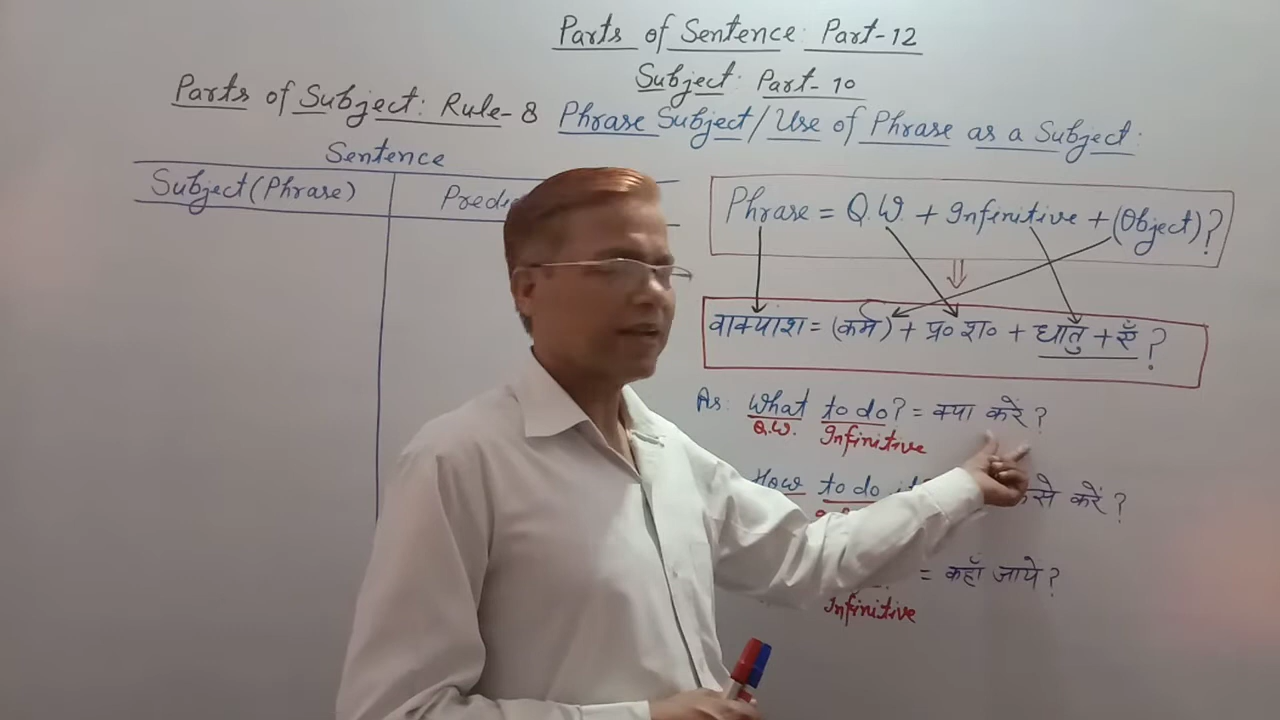 Parts of Sentence: Part-12
Subject: Part-10
Parts of Subject: Rule-8 Phrase Subject/Use of Phrase as a Subject:
Sentence
Subject(Phrase)
Phrase = Q.W. + Infinitive + (Object)?
वाक्यांश = (कर्म) + प्र० श० + धातु + एँ ?
As: What to do? = क्या करें ?
Q.W. Infinitive
How to do करें ?
= कहाँ जाये ?
Infinitive